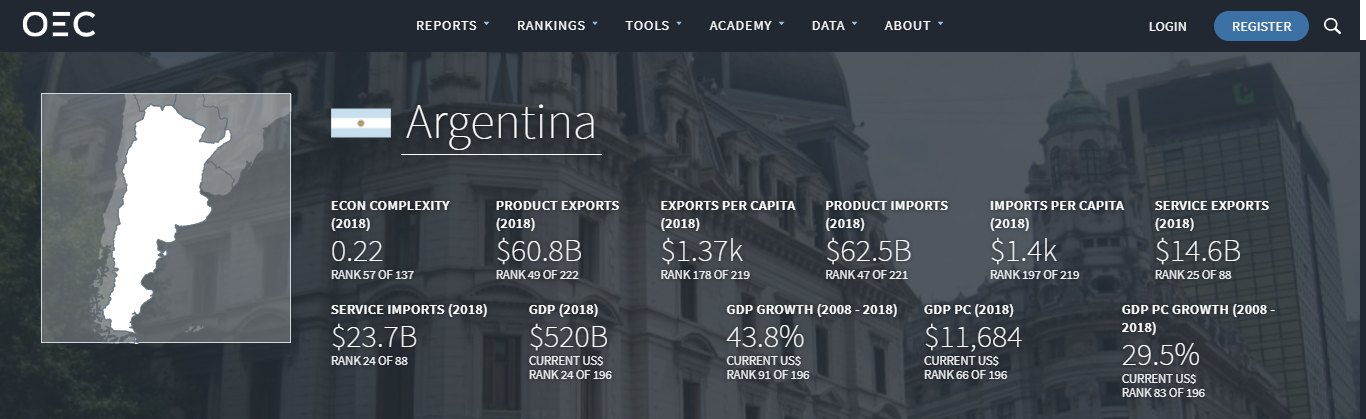 OEC
REPORTS
RANKINGS
TOOLS
ACADEMY
DATA
ABOUT
LOGIN
REGISTER
Argentina
ECON COMPLEXITY
(2018)
0.22
RANK 57 OF 137
PRODUCT EXPORTS
(2018)
$60.8B
RANK 49 OF 222
EXPORTS PER CAPITA
(2018)
$1.37k
RANK 178 OF 219
PRODUCT IMPORTS
(2018)
$62.5B
RANK 47 OF 221
IMPORTS PER CAPITA
(2018)
$1.4k
RANK 197 OF 219
SERVICE EXPORTS
(2018)
$14.6B
RANK 25 OF 88
SERVICE IMPORTS (2018)
$23.7B
RANK 24 OF 88
GDP (2018)
$520B
CURRENT US$
RANK 24 OF 196
GDP GROWTH (2008 - 2018)
43.8%
CURRENT US$
RANK 91 OF 196
GDP PC (2018)
$11,684
CURRENT US$
RANK 66 OF 196
GDP PC GROWTH (2008 -
2018)
29.5%
CURRENT US$
RANK 83 OF 196